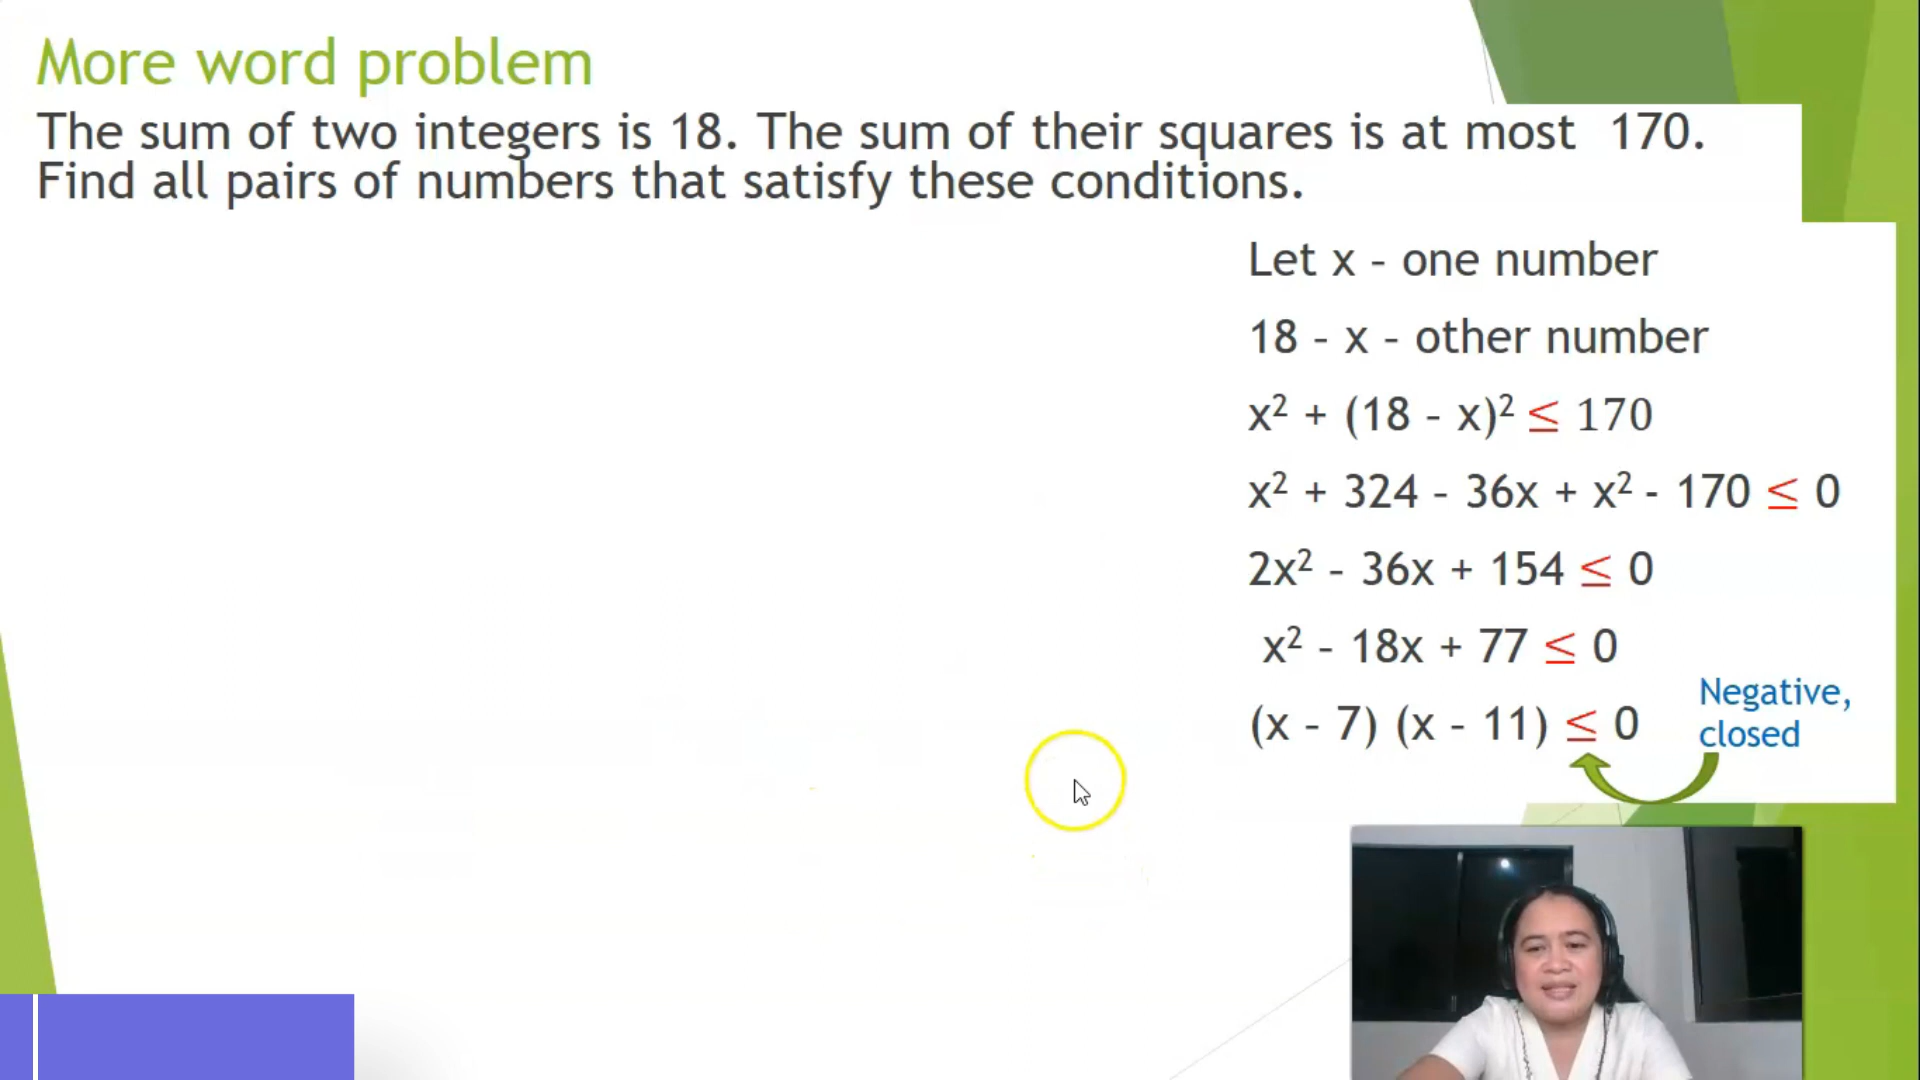 More word problem
The sum of two integers is 18. The sum of their squares is at most 170.
Find all pairs of numbers that satisfy these conditions.
Let x – one number
18 – x – other number
x² + (18 – x)² ≤ 170
x² + 324 – 36x + x² - 170 ≤ 0
2x² – 36x + 154 ≤ 0
x² – 18x + 77 ≤ 0
(x – 7) (x – 11) ≤ 0
Negative,
closed